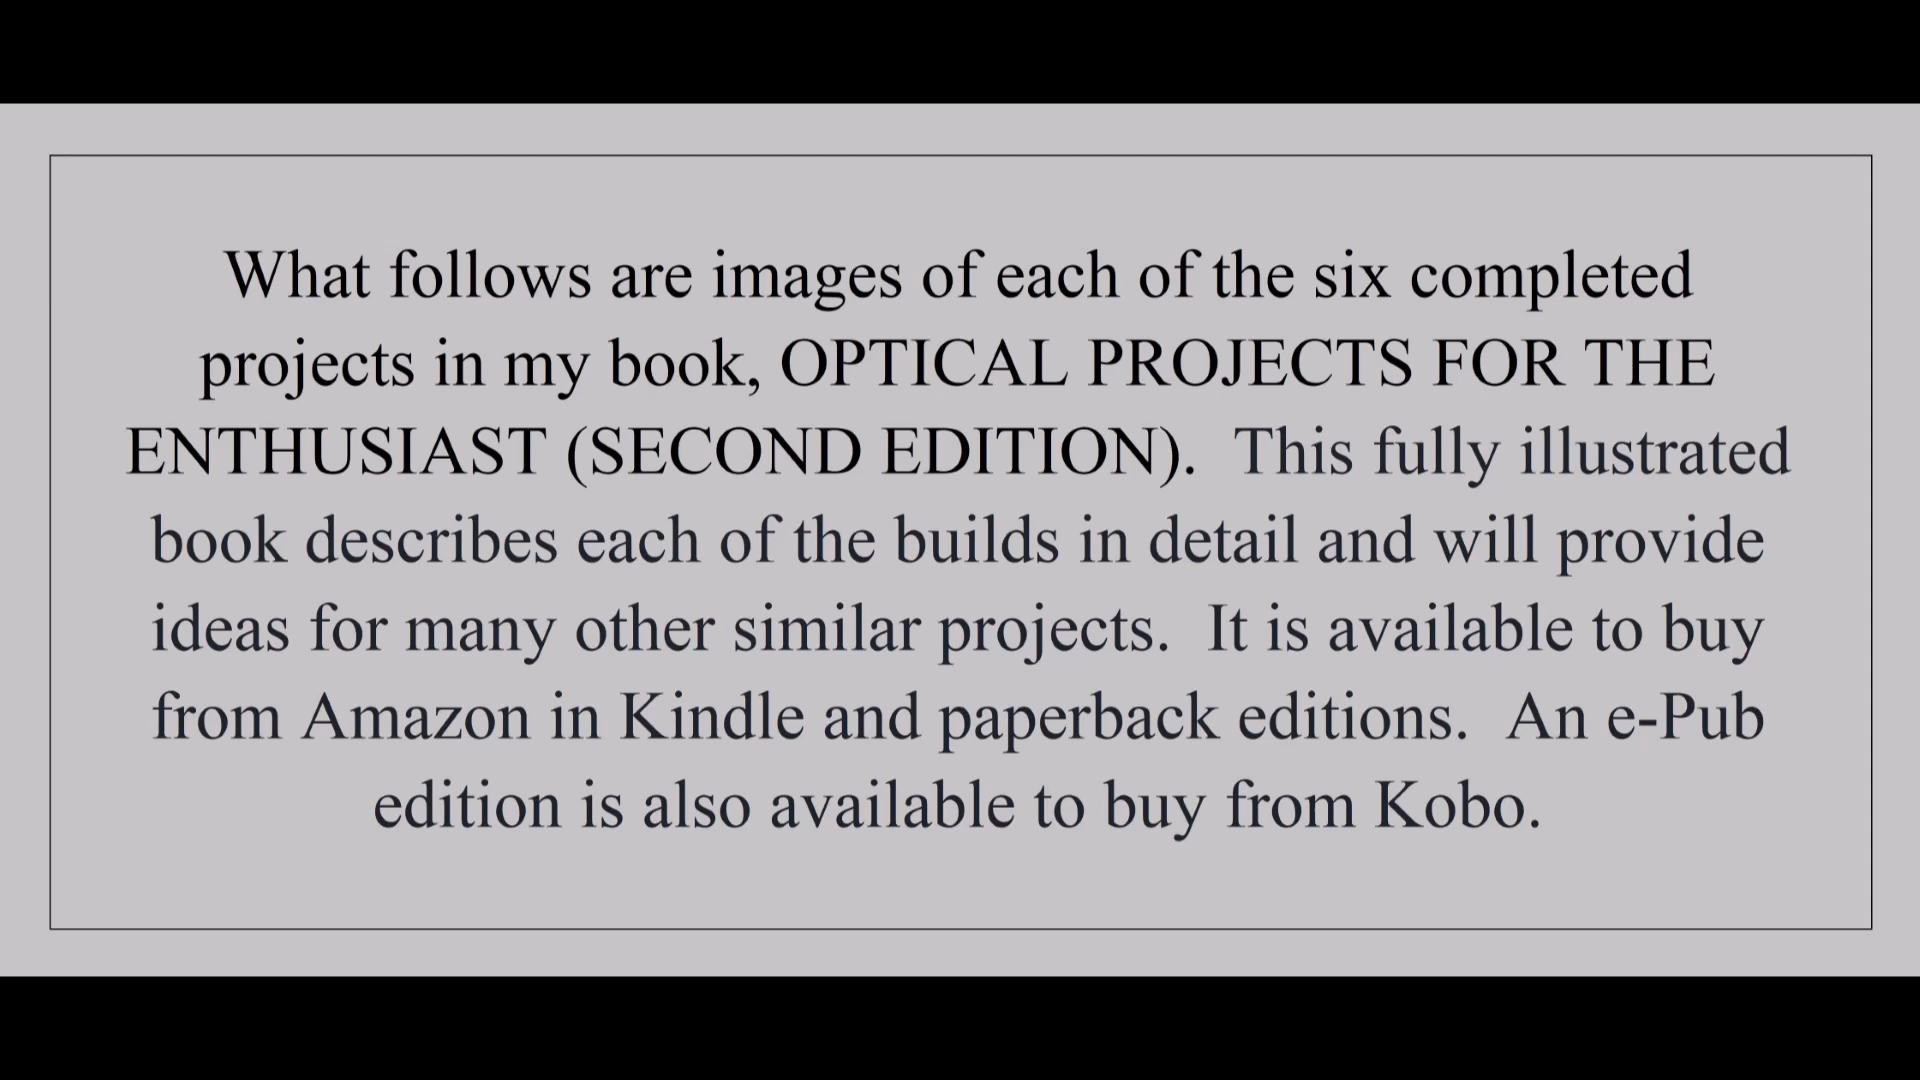 What follows are images of each of the six completed
projects in my book, OPTICAL PROJECTS FOR THE
ENTHUSIAST (SECOND EDITION).  This fully illustrated
book describes each of the builds in detail and will provide
ideas for many other similar projects.  It is available to buy
from Amazon in Kindle and paperback editions.  An e-Pub
edition is also available to buy from Kobo.